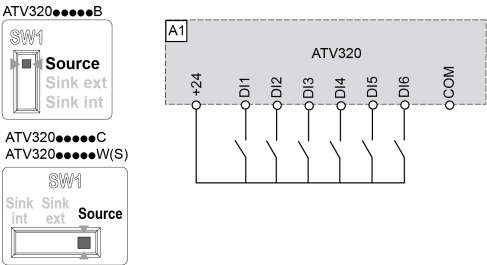 ATV320●●●●●B
SW1
Source
Sink ext
Sink int
ATV320●●●●●C
ATV320●●●●●W(S)
SW1
Sink int
Sink ext
Source
A1
ATV320
+24
DI1
DI2
DI3
DI4
DI5
DI6
COM